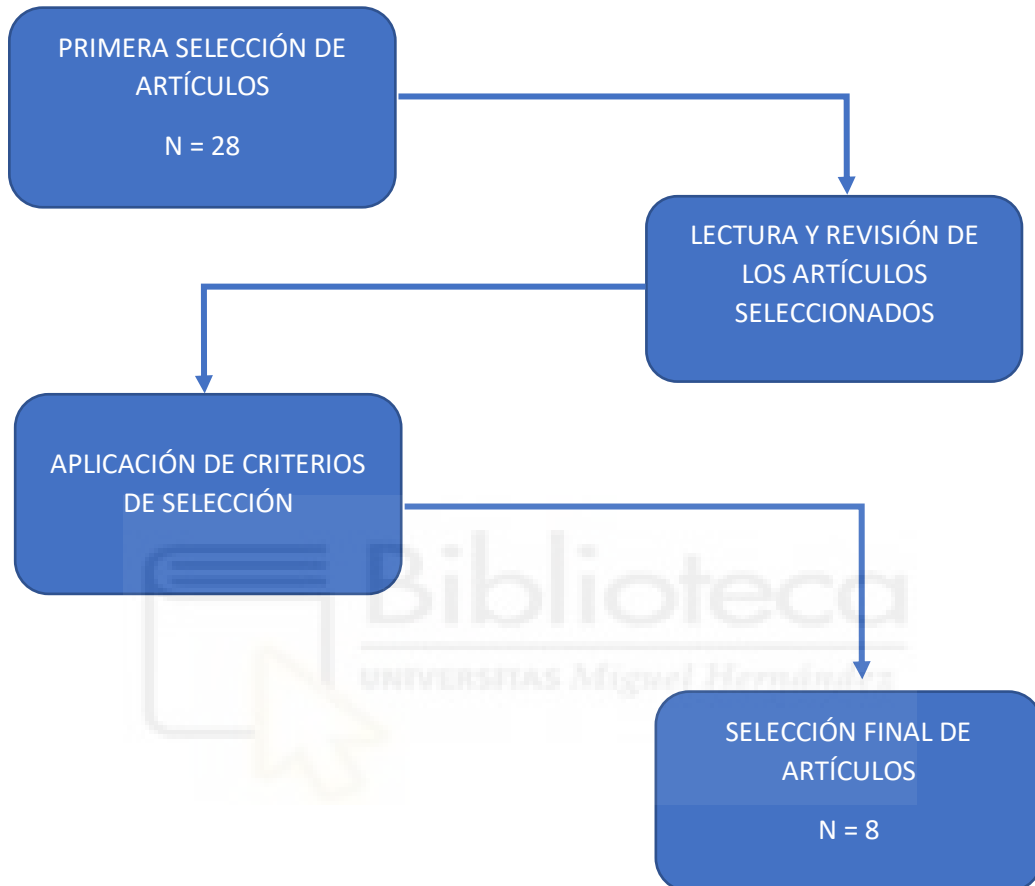 PRIMERA SELECCIÓN DE
ARTÍCULOS
N = 28
LECTURA Y REVISIÓN DE
LOS ARTÍCULOS
SELECCIONADOS
APLICACIÓN DE CRITERIOS
DE SELECCIÓN
Biblioteca
UNIVERSITAS Miguel Hernández
SELECCIÓN FINAL DE
ARTÍCULOS
N = 8